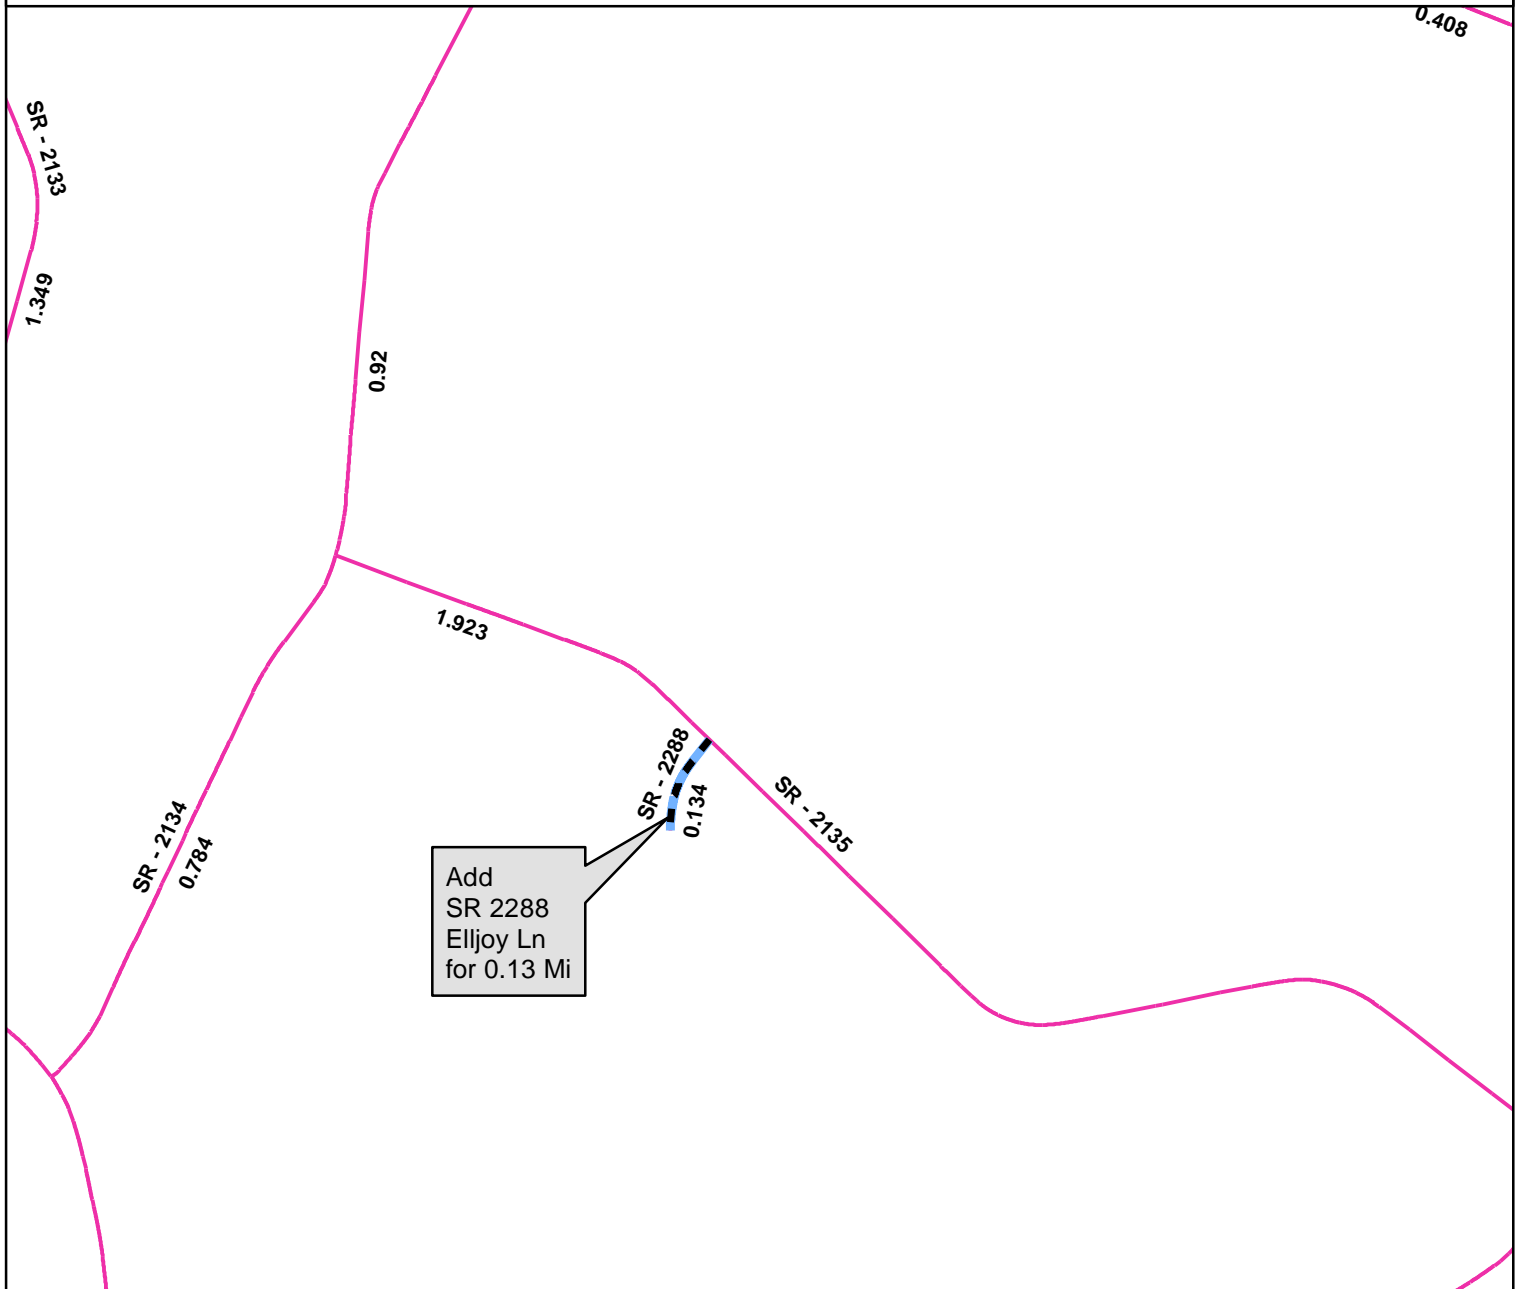 0.408
SR - 2133
1.349
0.92
1.923
SR - 2288
0.134
SR - 2135
SR - 2134
0.784
Add
SR 2288
Elljoy Ln
for 0.13 Mi